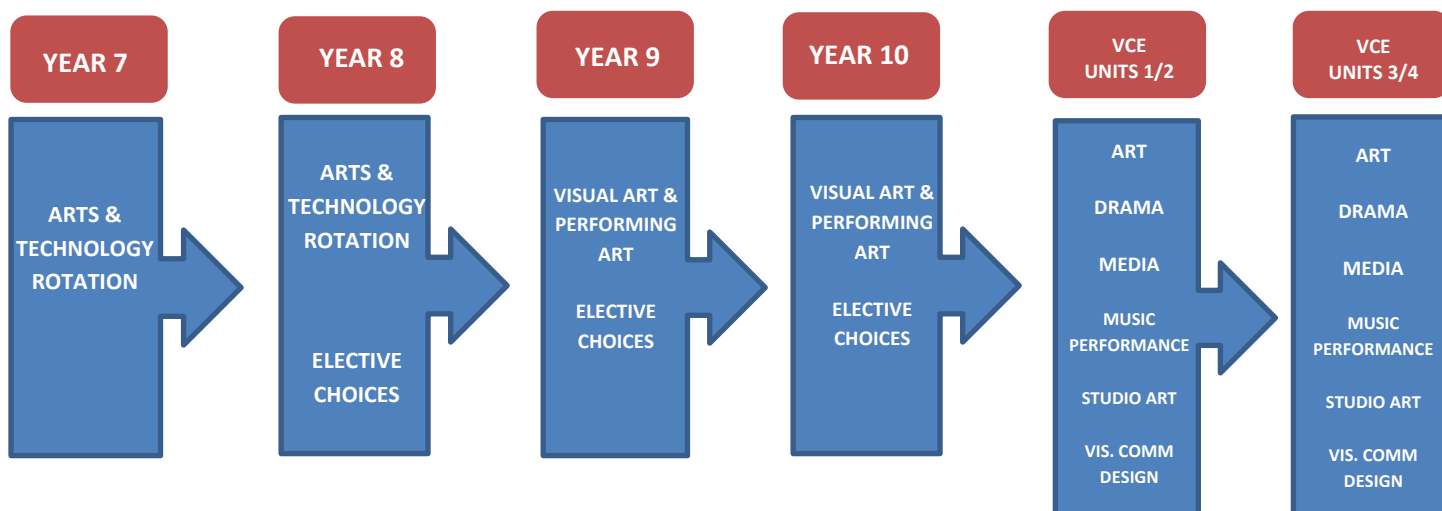 YEAR 7
ARTS &
TECHNOLOGY
ROTATION
YEAR 8
ARTS &
TECHNOLOGY
ROTATION
ELECTIVE
CHOICES
YEAR 9
VISUAL ART &
PERFORMING
ART
ELECTIVE
CHOICES
YEAR 10
VISUAL ART &
PERFORMING
ART
ELECTIVE
CHOICES
VCE
UNITS 1/2
ART
DRAMA
MEDIA
MUSIC
PERFORMANCE
STUDIO ART
VIS. COMM
DESIGN
VCE
UNITS 3/4
ART
DRAMA
MEDIA
MUSIC
PERFORMANCE
STUDIO ART
VIS. COMM
DESIGN